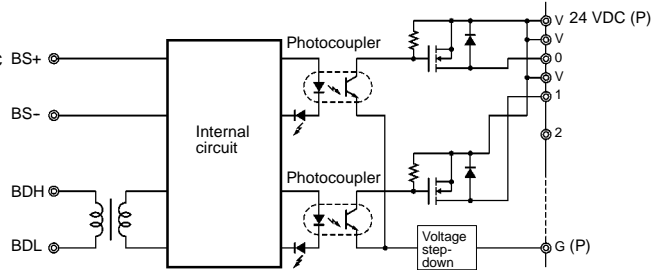 V 24 VDC (P)
Photocoupler
V
BS+
0
V
1
BS−
Internal
circuit
2
Photocoupler
BDH
Voltage
step-
down
BDL
G (P)